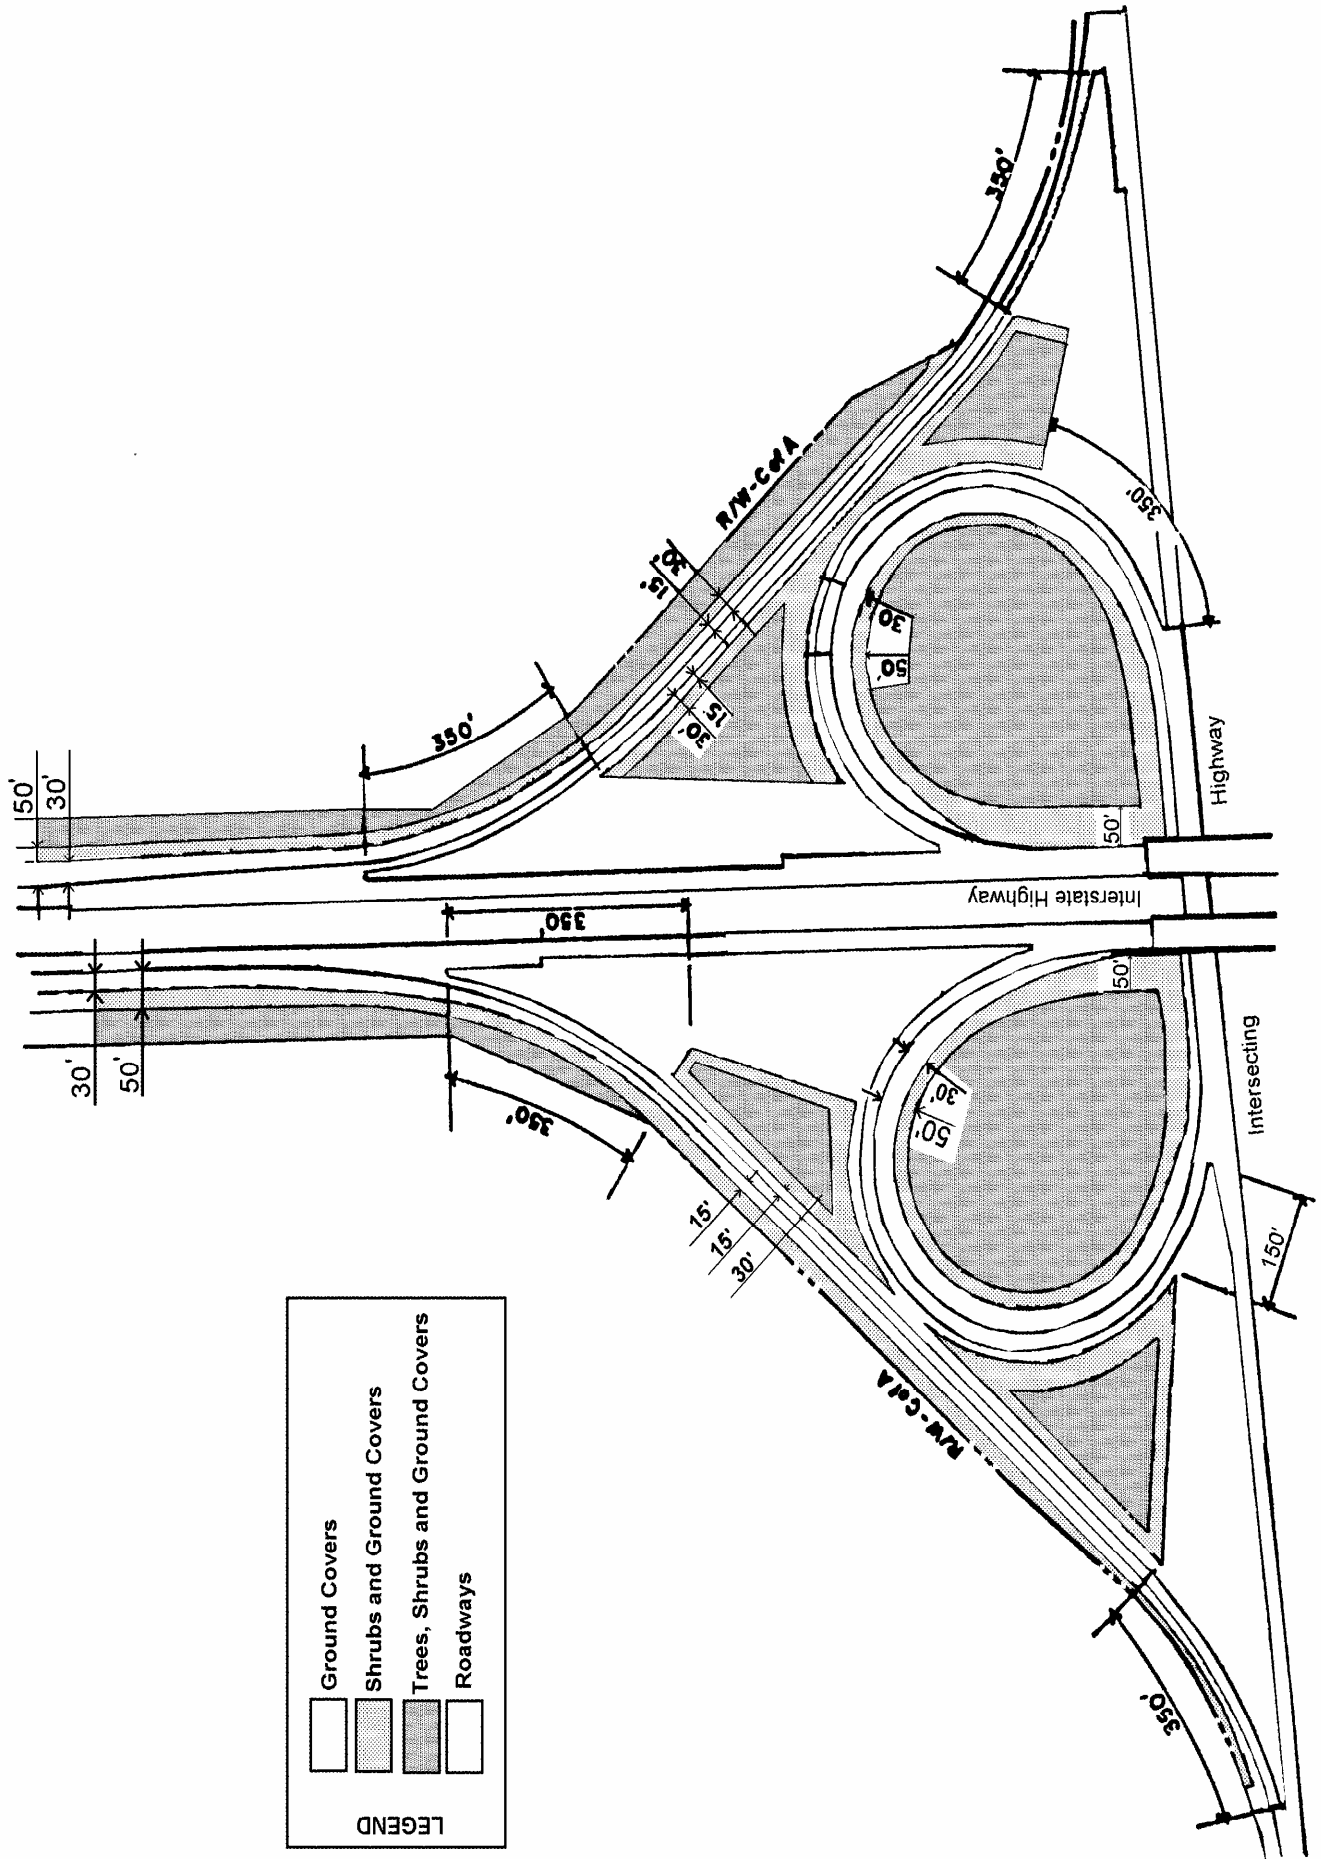 50'
30'
350'
350'
R/W-C of A
15'
30'
30'
15'
350'
30'
50'
50'
Highway
Interstate Highway
350'
30'
50'
350'
50'
30'
50'
Intersecting
15'
15'
30'
150'
R/W-C of A
350'
LEGEND
Ground Covers
Shrubs and Ground Covers
Trees, Shrubs and Ground Covers
Roadways